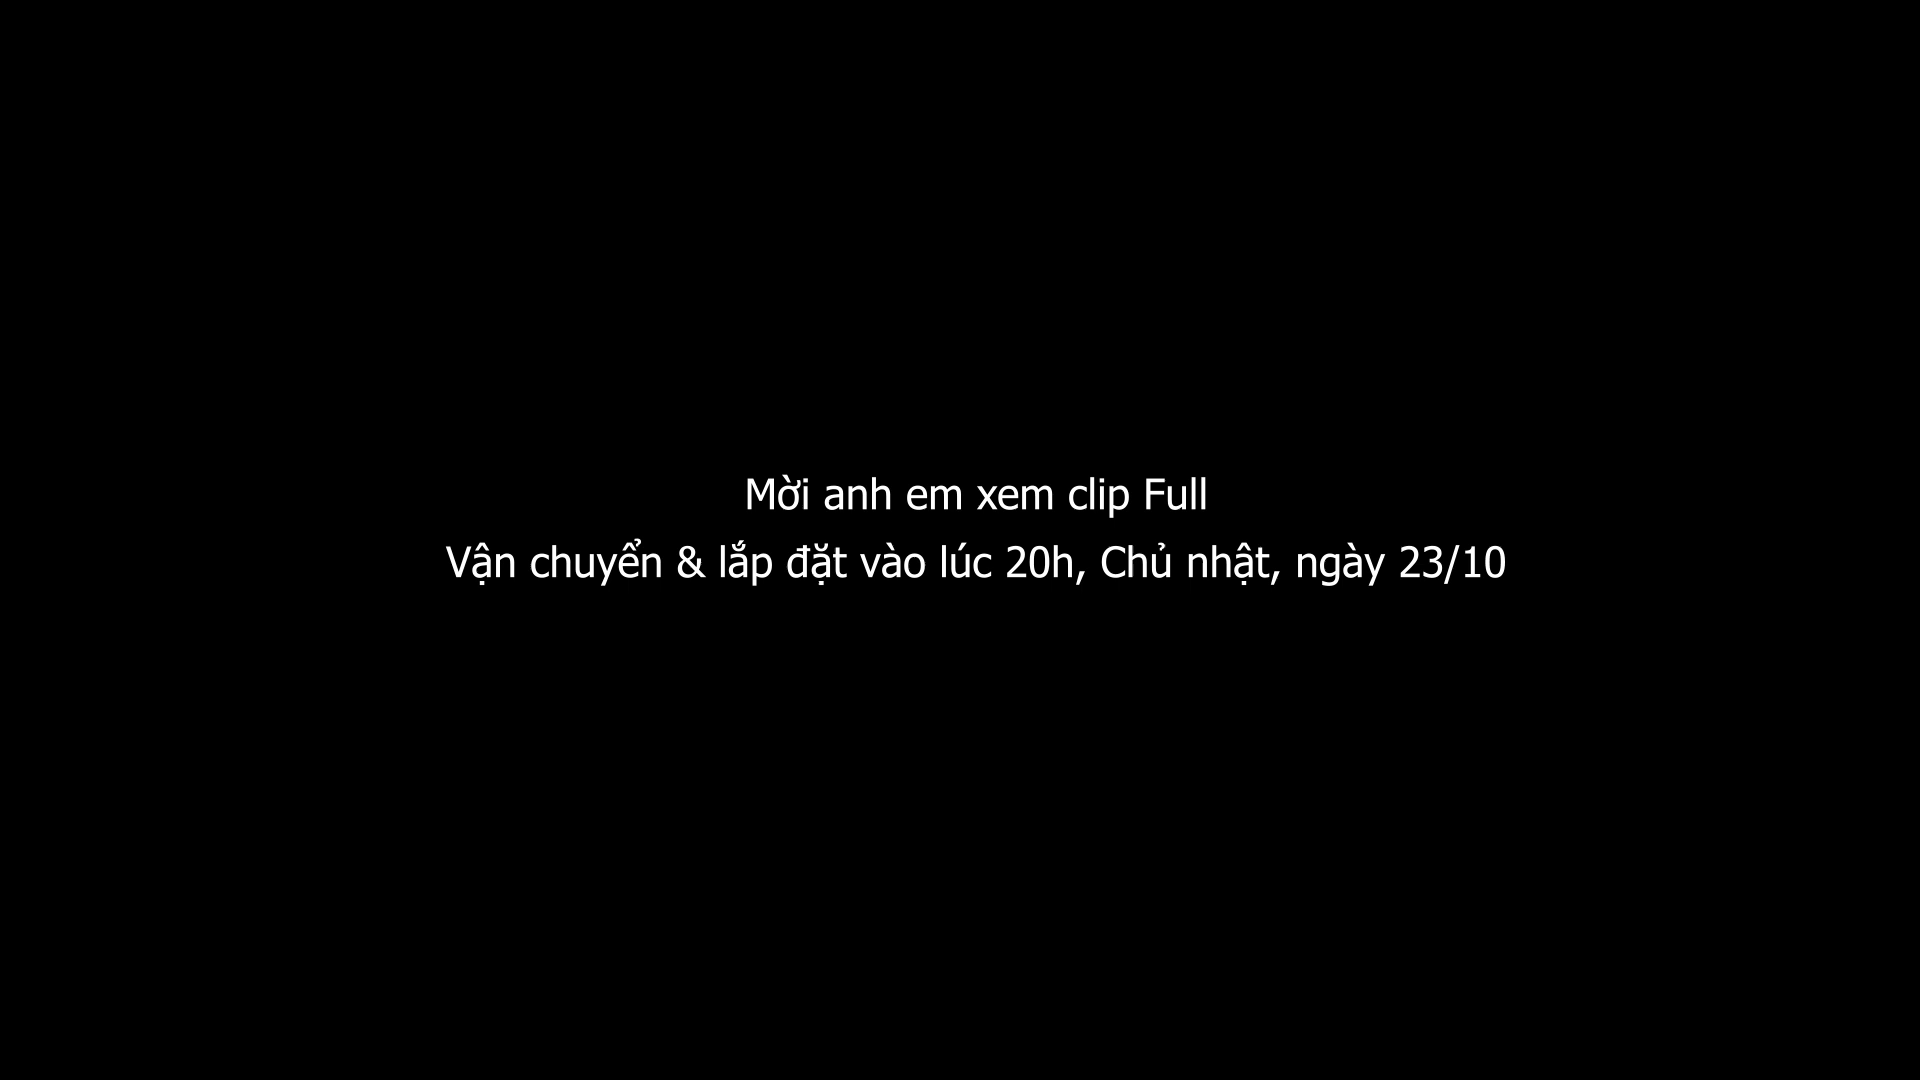 Mời anh em xem clip Full
Vận chuyển & lắp đặt vào lúc 20h, Chủ nhật, ngày 23/10